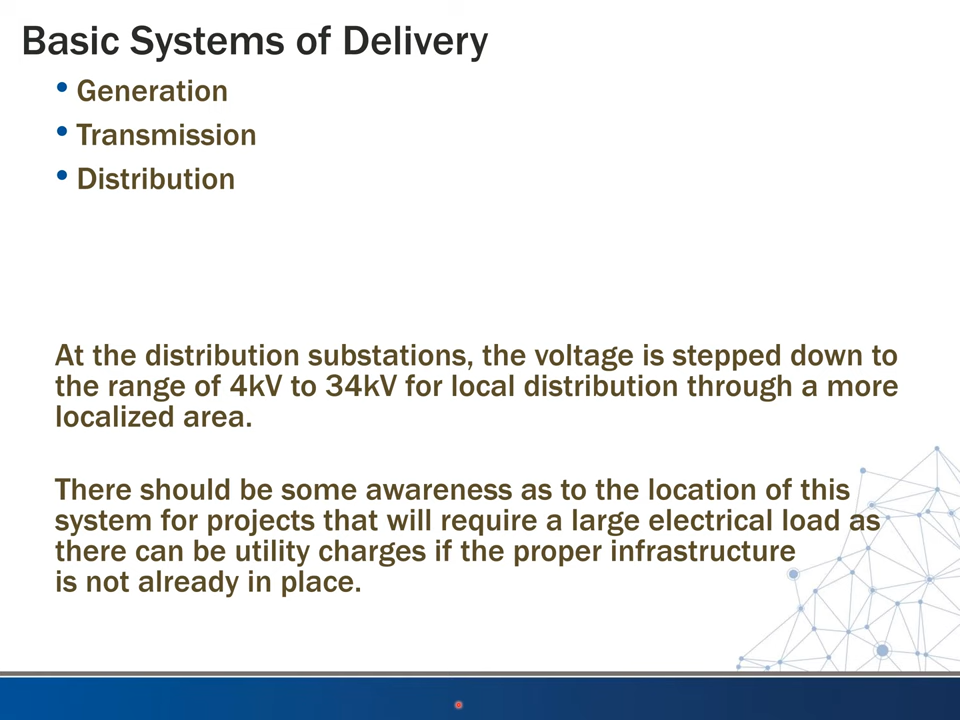 Basic Systems of Delivery
• Generation
• Transmission
• Distribution
At the distribution substations, the voltage is stepped down to
the range of 4kV to 34kV for local distribution through a more
localized area.
There should be some awareness as to the location of this
system for projects that will require a large electrical load as
there can be utility charges if the proper infrastructure
is not already in place.